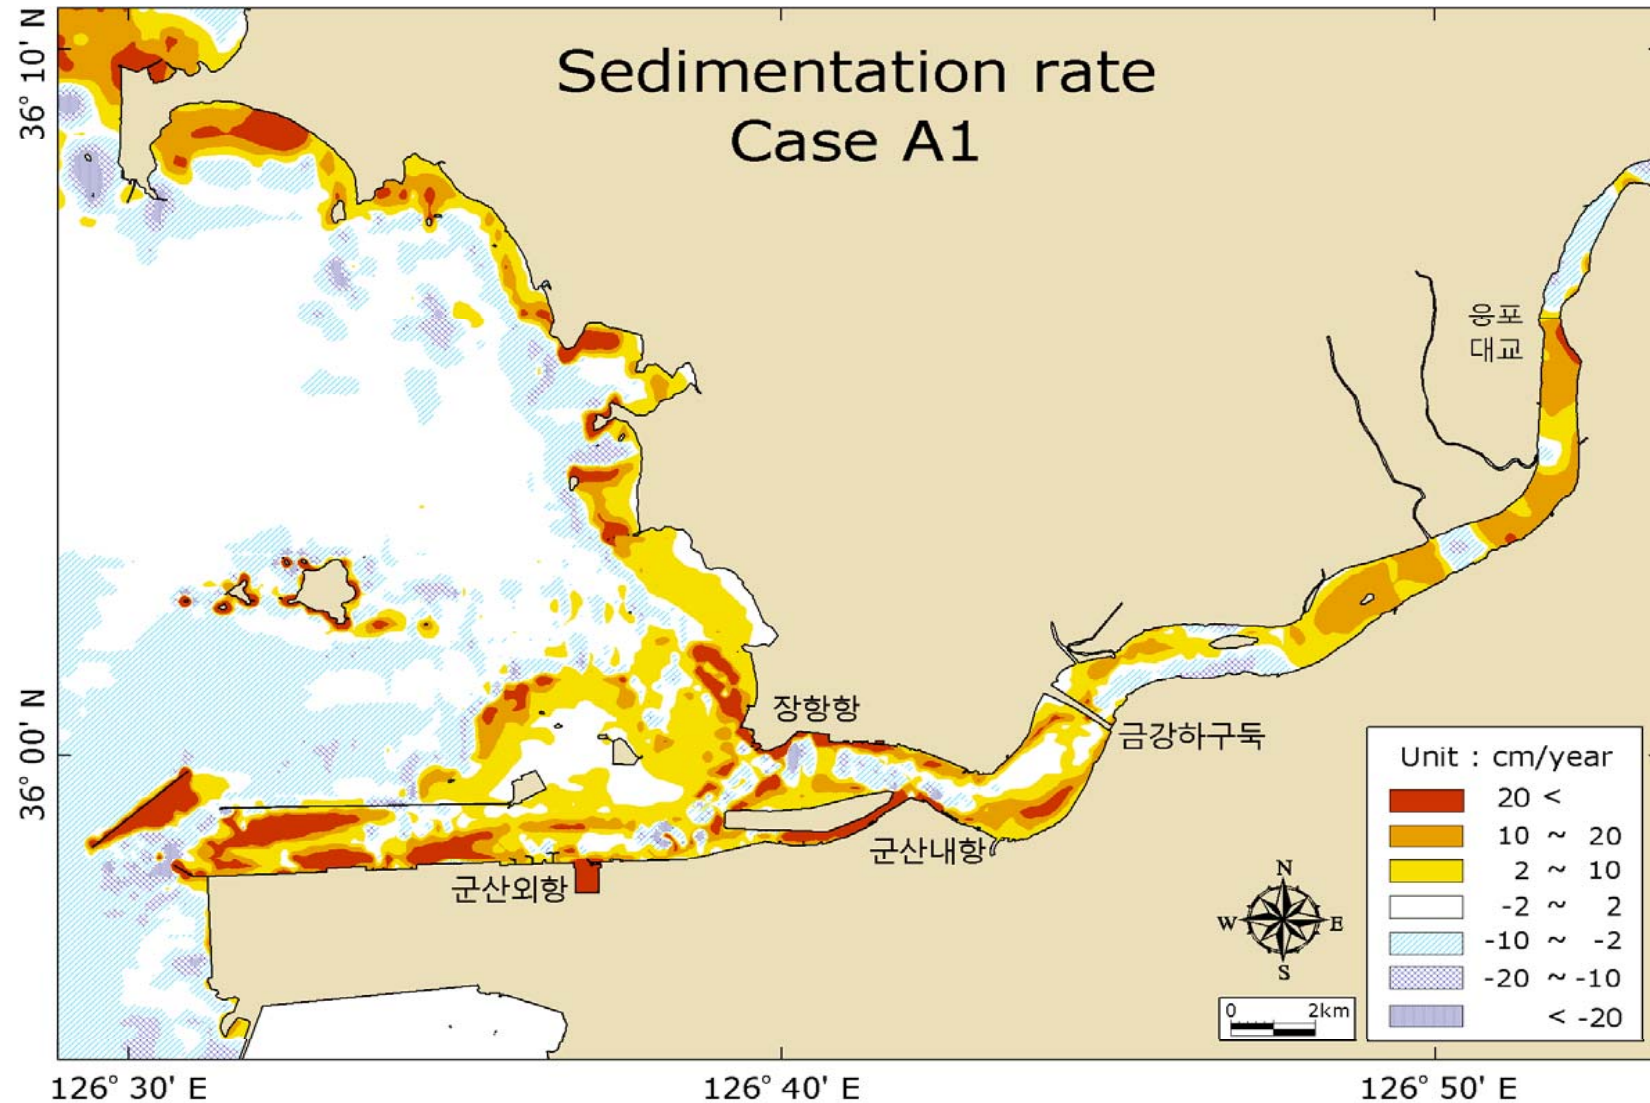 Sedimentation rate
Case A1
36° 10' N
36° 00' N
웅포
대교
장항항
금강하구둑
군산내항
군산외항
Unit : cm/year
20 <
10 ~ 20
2 ~ 10
-2 ~ 2
-10 ~ -2
-20 ~ -10
< -20
N
W E
S
0 2km
126° 30' E 126° 40' E 126° 50' E